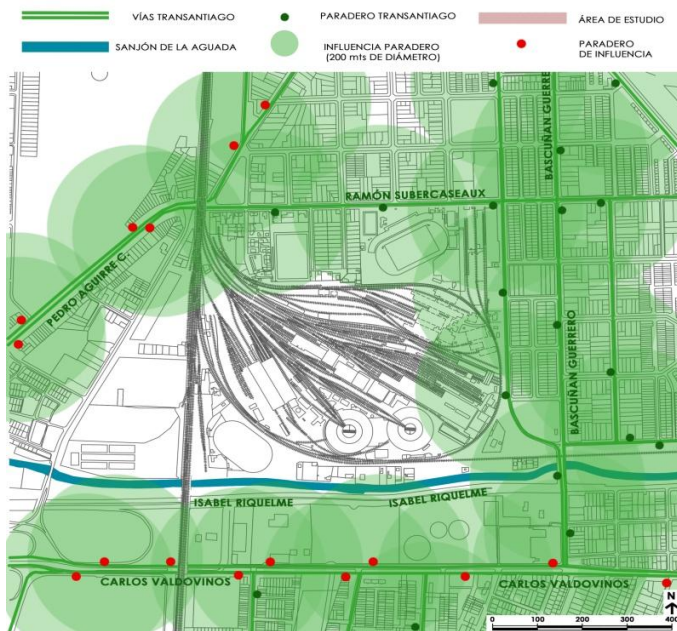 VÍAS TRANSANTIAGO
PARADERO TRANSANTIAGO
ÁREA DE ESTUDIO
SANJÓN DE LA AGUADA
INFLUENCIA PARADERO
(200 mts DE DIÁMETRO)
PARADERO
DE INFLUENCIA
BASCUÑAN GUERRE
RAMÓN SUBERCASEAUX
PEDRO AGUIRRE C.
BASCUÑAN GUERRERO
ISABEL RIQUELME
ISABEL RIQUELME
CARLOS VALDOVINOS
CARLOS VALDOVINOS
N
0 100 200 300 400